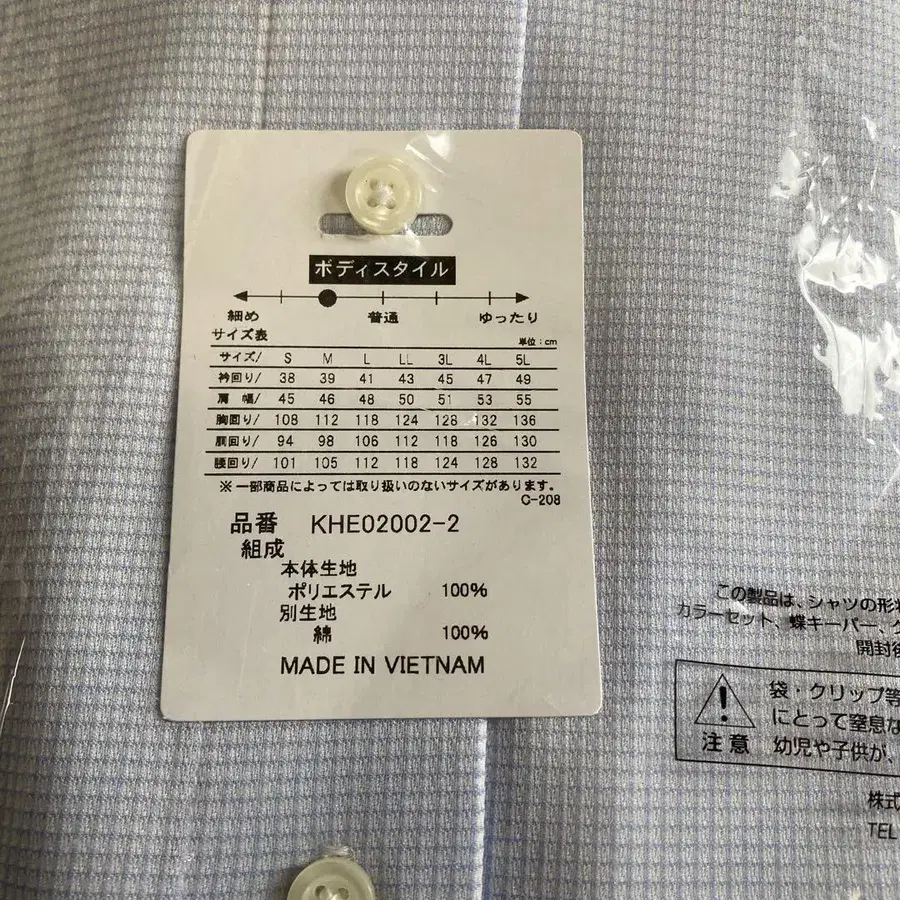 ボディスタイル
細め 普通 ゆったり
サイズ表 単位:cm
サイズ/ S M L LL 3L 4L 5L
衿回り/ 38 39 41 43 45 47 49
肩 幅/ 45 46 48 50 51 53 55
胸回り/ 108 112 118 124 128 132 136
胴回り/ 94 98 106 112 118 126 130
腰回り/ 101 105 112 118 124 128 132
※一部商品によっては取り扱いのないサイズがあります。
C-208
品番 KHE02002-2
組成
本体生地
ポリエステル 100%
別生地
綿 100%
MADE IN VIETNAM
この製品は、シャツの形状
カラーセット、蝶キーパー、ク
開封後
袋・クリップ等
にとって窒息な
注意 幼児や子供が、
株式
TEL